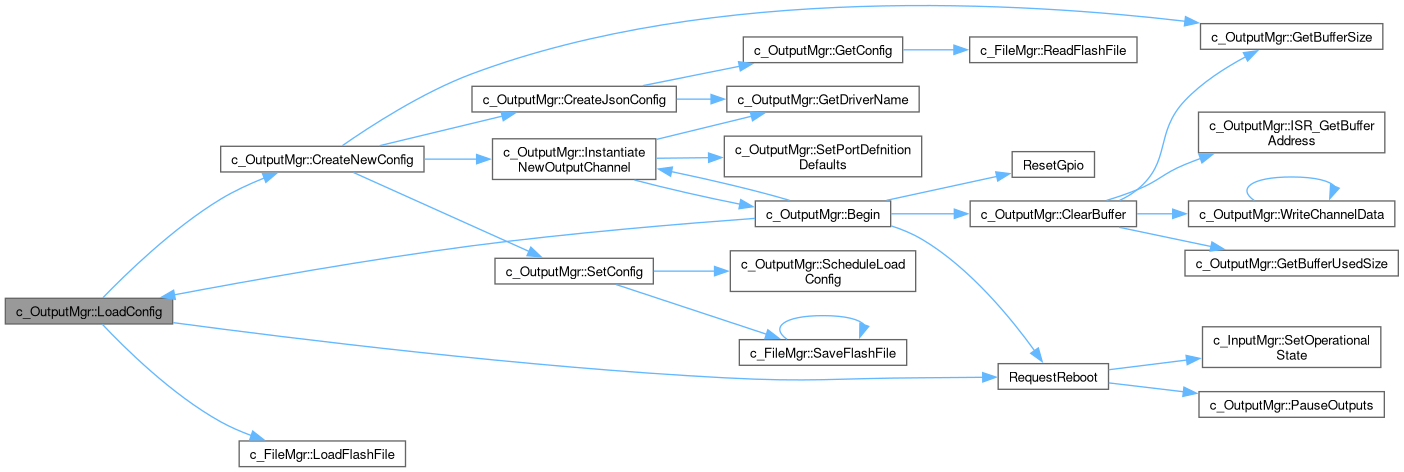 c_OutputMgr::GetBufferSize
c_OutputMgr::GetConfig
c_FileMgr::ReadFlashFile
c_OutputMgr::CreateJsonConfig
c_OutputMgr::GetDriverName
c_OutputMgr::ISR_GetBuffer
Address
c_OutputMgr::CreateNewConfig
c_OutputMgr::Instantiate
NewOutputChannel
c_OutputMgr::SetPortDefnition
Defaults
ResetGpio
c_OutputMgr::Begin
c_OutputMgr::ClearBuffer
c_OutputMgr::WriteChannelData
c_OutputMgr::SetConfig
c_OutputMgr::ScheduleLoad
Config
c_OutputMgr::GetBufferUsedSize
c_OutputMgr::LoadConfig
c_FileMgr::SaveFlashFile
c_InputMgr::SetOperational
State
RequestReboot
c_OutputMgr::PauseOutputs
c_FileMgr::LoadFlashFile